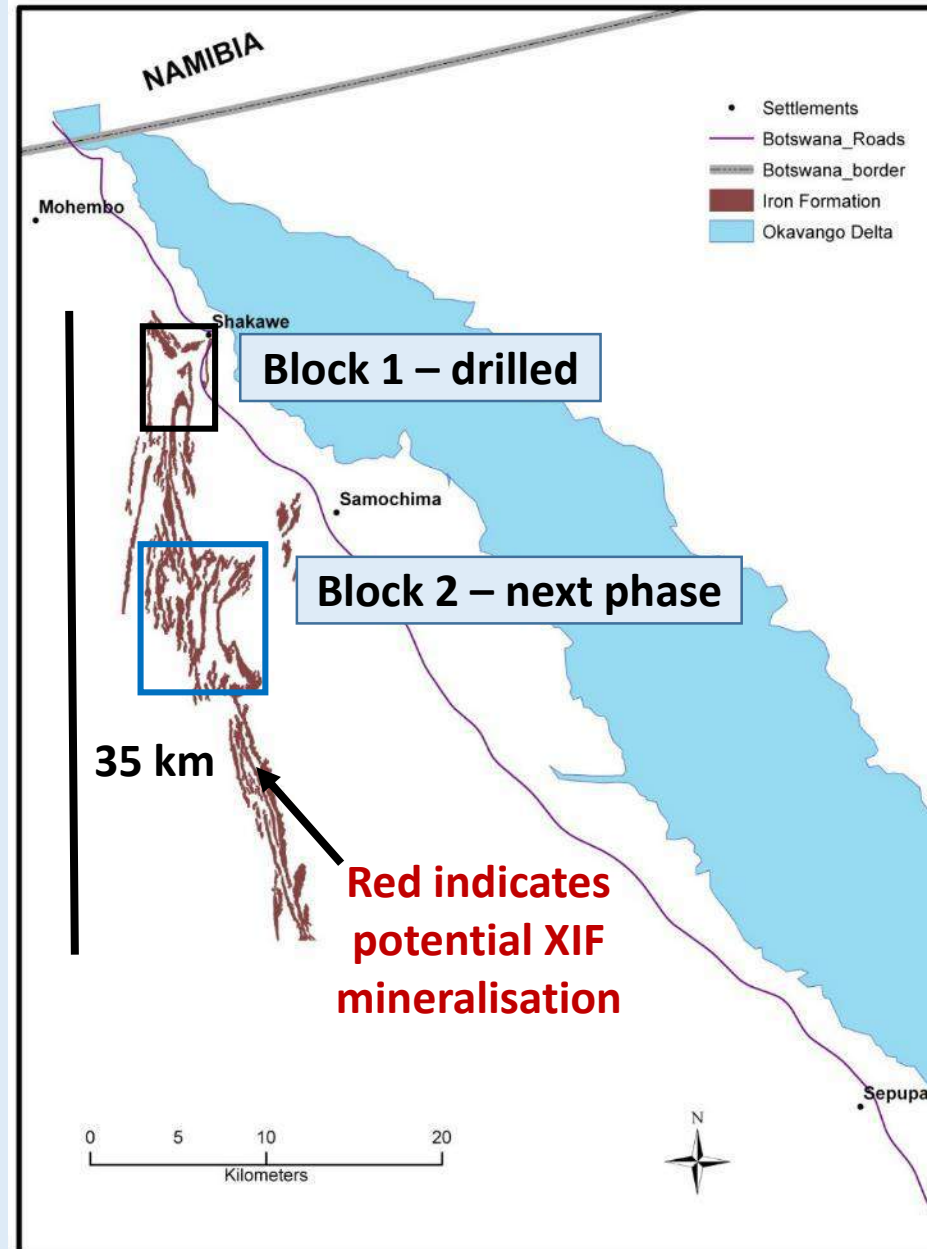 NAMIBIA
Settlements
Botswana_Roads
Botswana_border
Iron Formation
Okavango Delta
Mohembo
Shakawe
Block 1 – drilled
Samochima
Block 2 – next phase
35 km
Red indicates
potential XIF
mineralisation
Sepupa
N
0 5 10 20
Kilometers